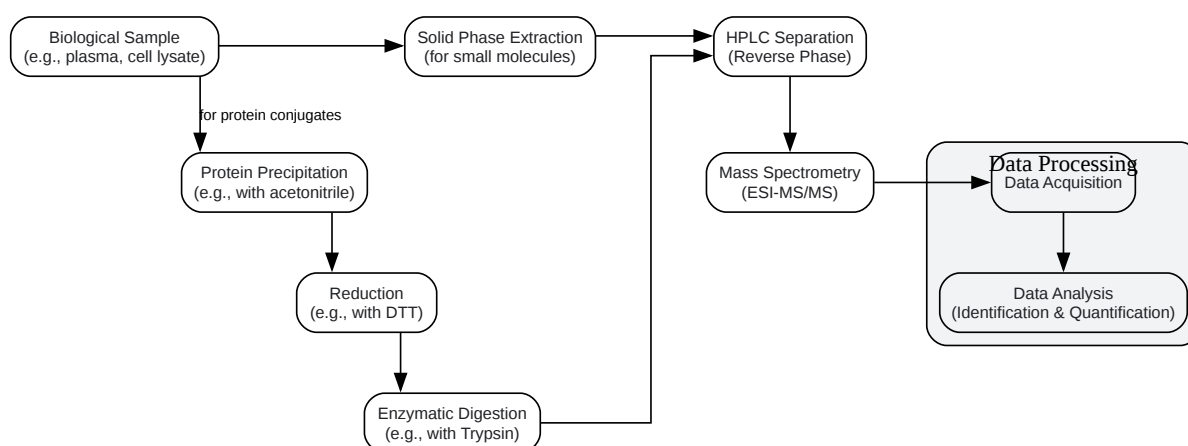 Biological Sample
(e.g., plasma, cell lysate)
Solid Phase Extraction
(for small molecules)
HPLC Separation
(Reverse Phase)
for protein conjugates
Protein Precipitation
(e.g., with acetonitrile)
Mass Spectrometry
(ESI-MS/MS)
Data Processing
Data Acquisition
Reduction
(e.g., with DTT)
Data Analysis
(Identification & Quantification)
Enzymatic Digestion
(e.g., with Trypsin)